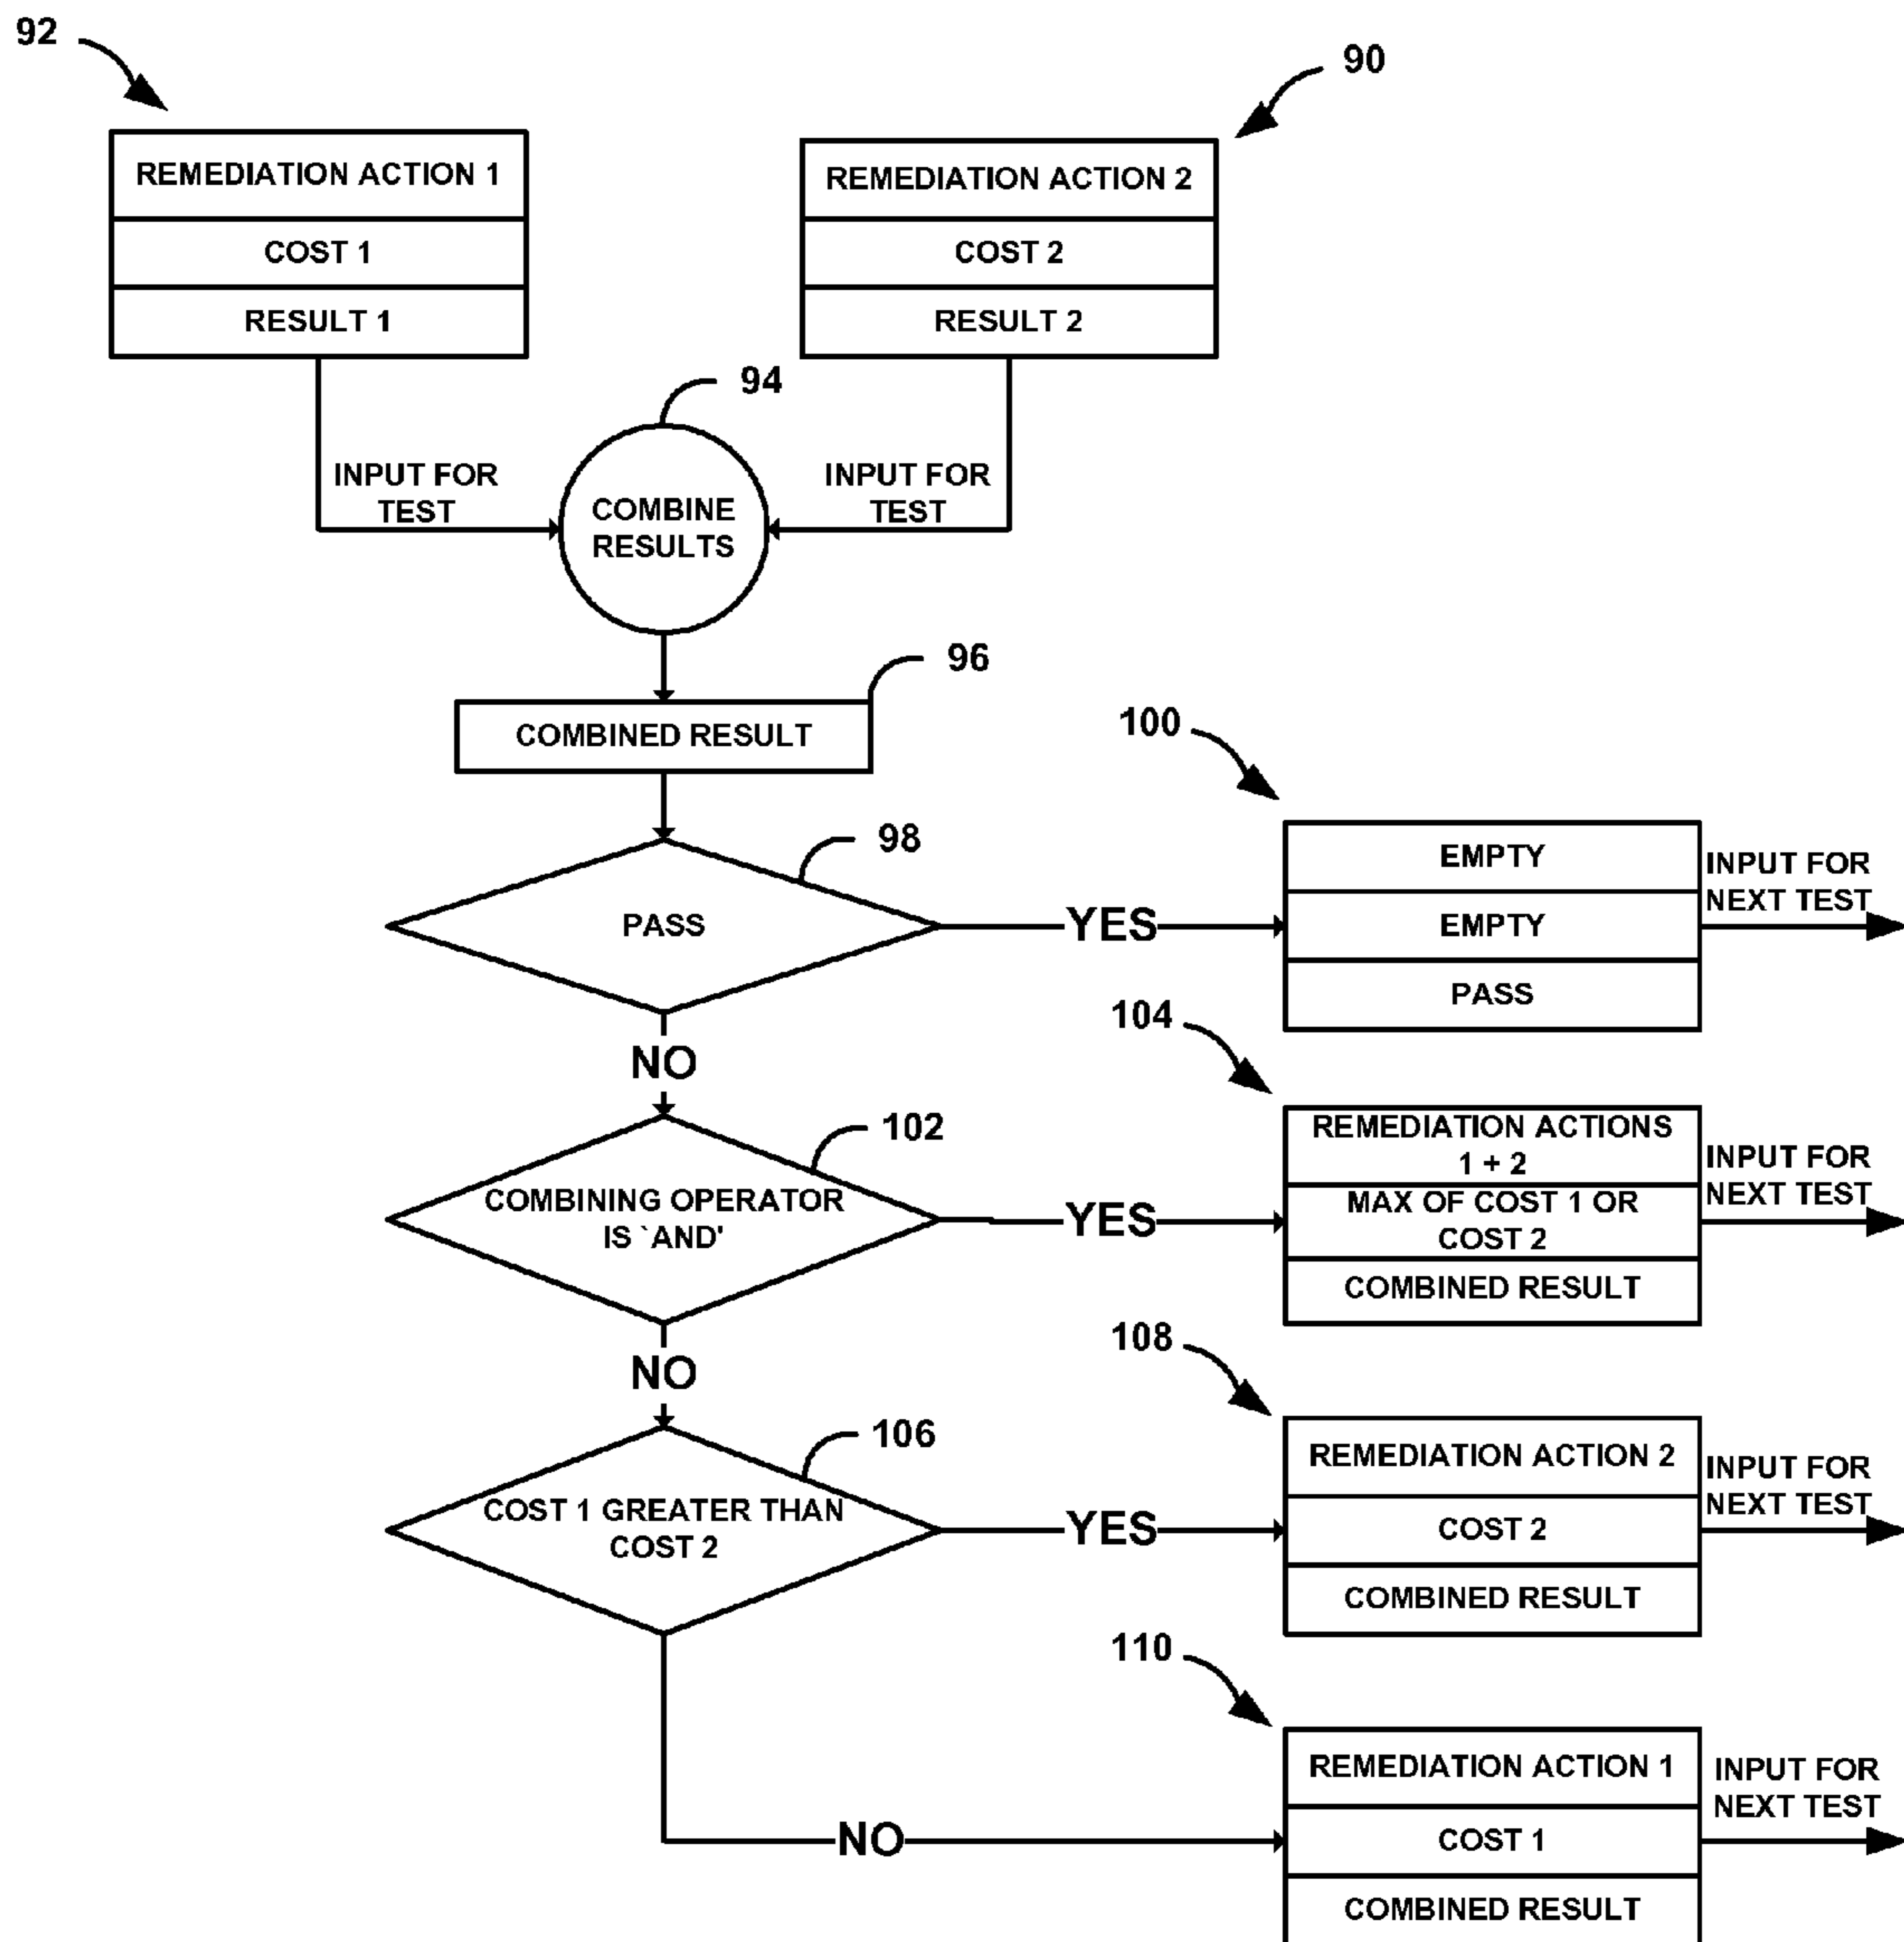 92
90
REMEDIATION ACTION 1
COST 1
RESULT 1
REMEDIATION ACTION 2
COST 2
RESULT 2
94
INPUT FOR
TEST
COMBINE
RESULTS
INPUT FOR
TEST
96
COMBINED RESULT
98
PASS
YES
100
EMPTY
EMPTY
PASS
INPUT FOR
NEXT TEST
NO
102
COMBINING OPERATOR
IS `AND'
YES
104
REMEDIATION ACTIONS
1 + 2
MAX OF COST 1 OR
COST 2
COMBINED RESULT
INPUT FOR
NEXT TEST
NO
106
COST 1 GREATER THAN
COST 2
YES
108
REMEDIATION ACTION 2
COST 2
COMBINED RESULT
INPUT FOR
NEXT TEST
NO
110
REMEDIATION ACTION 1
COST 1
COMBINED RESULT
INPUT FOR
NEXT TEST